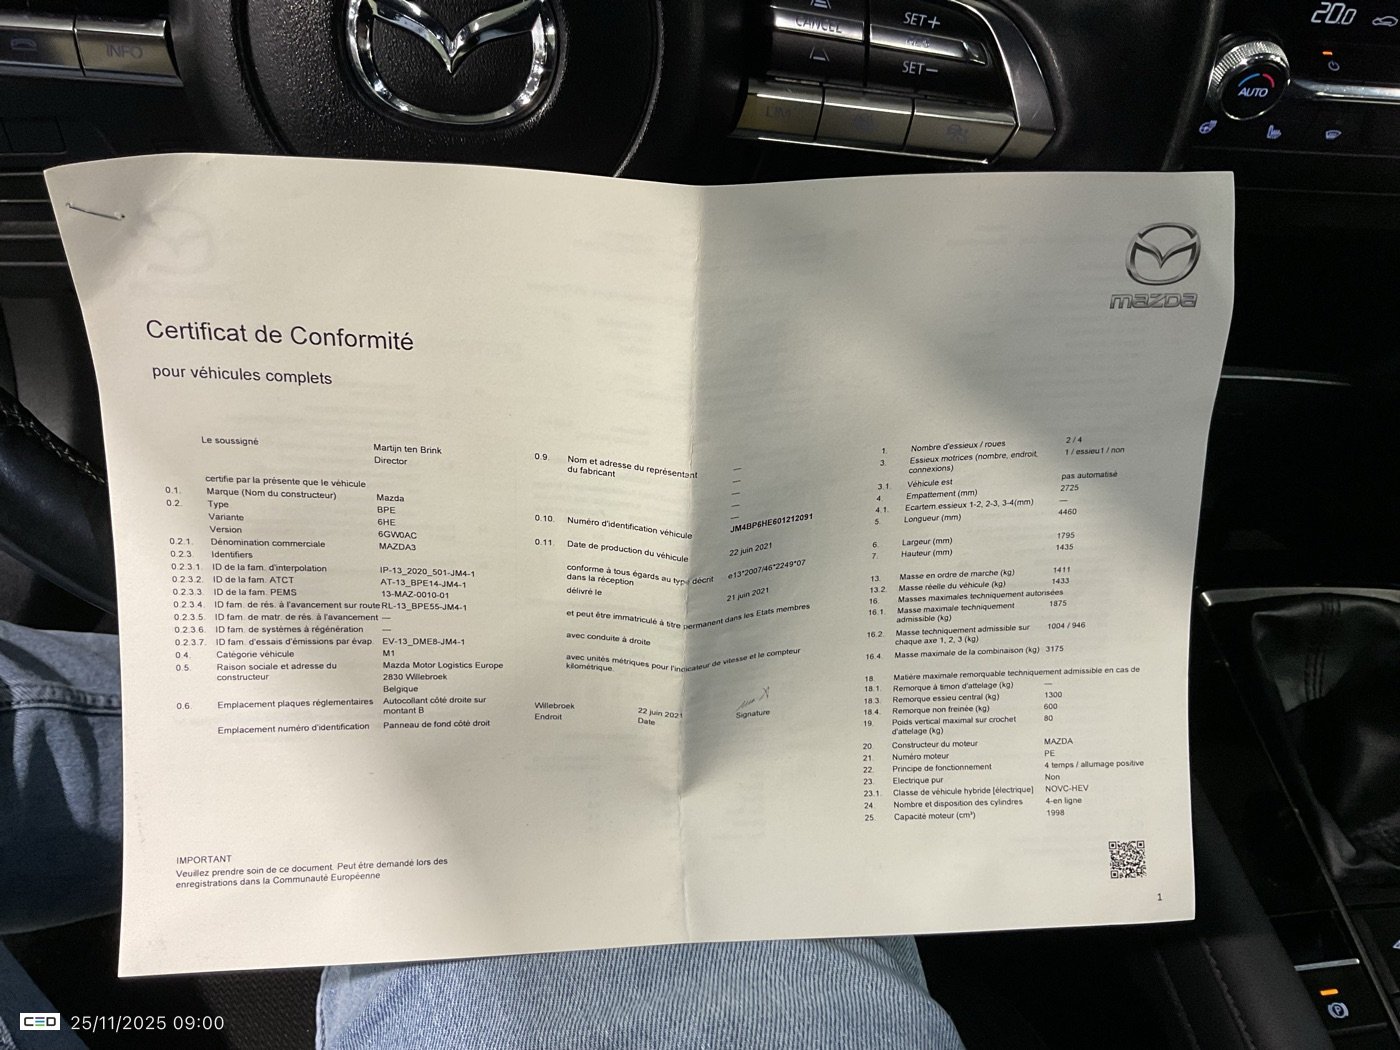 INFO
CANCEL
SET+
SET−
20.0
AUTO
mazda
Certificat de Conformité
pour véhicules complets
Le soussigné
Martijn ten Brink
Director
certifie par la présente que le véhicule
0.1. Marque (Nom du constructeur) Mazda
0.2. Type BPE
Variante 6HE
Version 6GW0AC
0.2.1. Dénomination commerciale MAZDA3
0.2.3. Identifiers
0.2.3.1. ID de la fam. d'interpolation IP-13_2020_501-JM4-1
0.2.3.2. ID de la fam. ATCT AT-13_BPE14-JM4-1
0.2.3.3. ID de la fam. PEMS 13-MAZ-0010-01
0.2.3.4. ID fam. de rés. à l'avancement sur route RL-13_BPE55-JM4-1
0.2.3.5. ID fam. de matr. de rés. à l'avancement —
0.2.3.6. ID fam. de systèmes à régénération —
0.2.3.7. ID fam. d'essais d'émissions par évap. EV-13_DME8-JM4-1
0.4. Catégorie véhicule M1
0.5. Raison sociale et adresse du Mazda Motor Logistics Europe
constructeur 2830 Willebroek
Belgique
0.6. Emplacement plaques réglementaires Autocollant côté droite sur
montant B
Emplacement numéro d'identification Panneau de fond côté droit
IMPORTANT
Veuillez prendre soin de ce document. Peut être demandé lors des
enregistrations dans la Communauté Européenne
0.9. Nom et adresse du représentant —
du fabricant —
—
—
—
0.10. Numéro d'identification véhicule JM4BP6HE601212091
0.11. Date de production du véhicule 22 juin 2021
conforme à tous égards au type décrit e13*2007/46*2249*07
dans la réception
délivré le 21 juin 2021
et peut être immatriculé à titre permanent dans les Etats membres
avec conduite à droite
avec unités métriques pour l'indicateur de vitesse et le compteur
kilométrique.
Willebroek 22 juin 2021
Endroit Date Signature
1. Nombre d'essieux / roues 2 / 4
3. Essieux motrices (nombre, endroit, 1 / essieu1 / non
connexions)
3.1. Véhicule est pas automatisé
4. Empattement (mm) 2725
4.1. Ecartem.essieux 1-2, 2-3, 3-4(mm) —
5. Longueur (mm) 4460
6. Largeur (mm) 1795
7. Hauteur (mm) 1435
13. Masse en ordre de marche (kg) 1411
13.2. Masse réelle du véhicule (kg) 1433
16. Masses maximales techniquement autorisées
16.1. Masse maximale techniquement 1875
admissible (kg)
16.2. Masse techniquement admissible sur 1004 / 946
chaque axe 1, 2, 3 (kg)
16.4. Masse maximale de la combinaison (kg) 3175
18. Matière maximale remorquable techniquement admissible en cas de
18.1. Remorque à timon d'attelage (kg) —
18.3. Remorque essieu central (kg) 1300
18.4. Remorque non freinée (kg) 600
19. Poids vertical maximal sur crochet 80
d'attelage (kg)
20. Constructeur du moteur MAZDA
21. Numéro moteur PE
22. Principe de fonctionnement 4 temps / allumage positive
23. Electrique pur Non
23.1. Classe de véhicule hybride [électrique] NOVC-HEV
24. Nombre et disposition des cylindres 4-en ligne
25. Capacité moteur (cm³) 1998
1
CED 25/11/2025 09:00